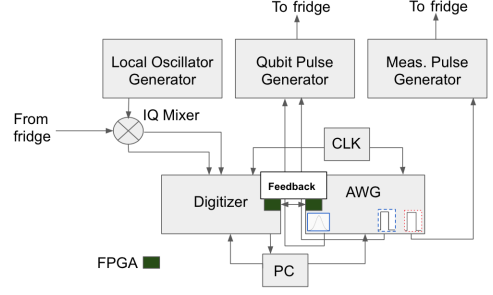 To fridge
To fridge
Local Oscillator
Generator
Qubit Pulse
Generator
Meas. Pulse
Generator
IQ Mixer
From
fridge
CLK
Feedback
Digitizer
AWG
FPGA
PC